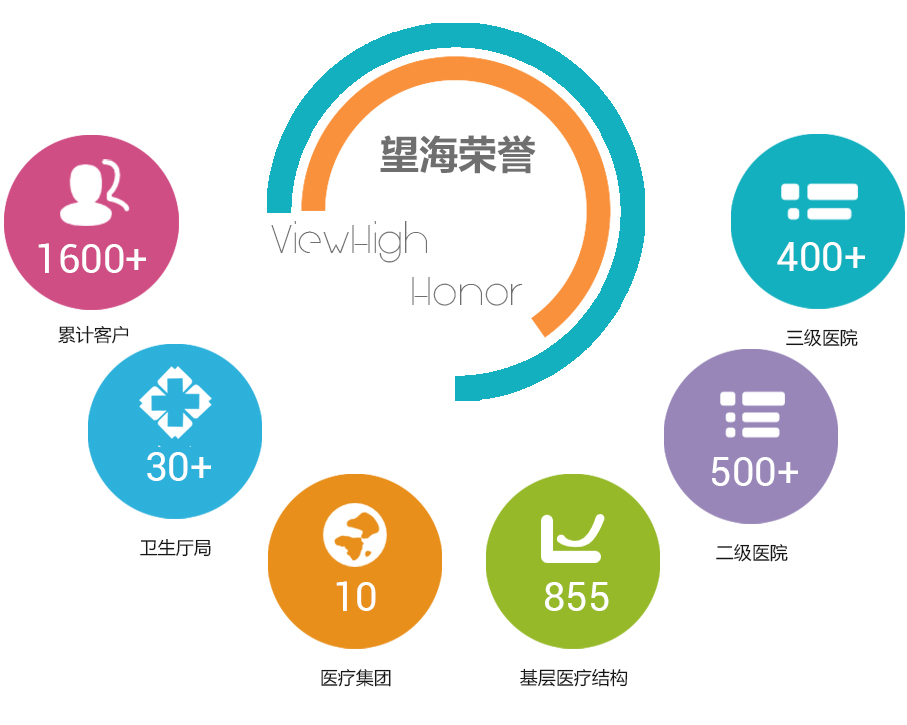 望海荣誉
ViewHigh
Honor
1600+
累计客户
30+
卫生厅局
10
医疗集团
855
基层医疗结构
500+
二级医院
400+
三级医院